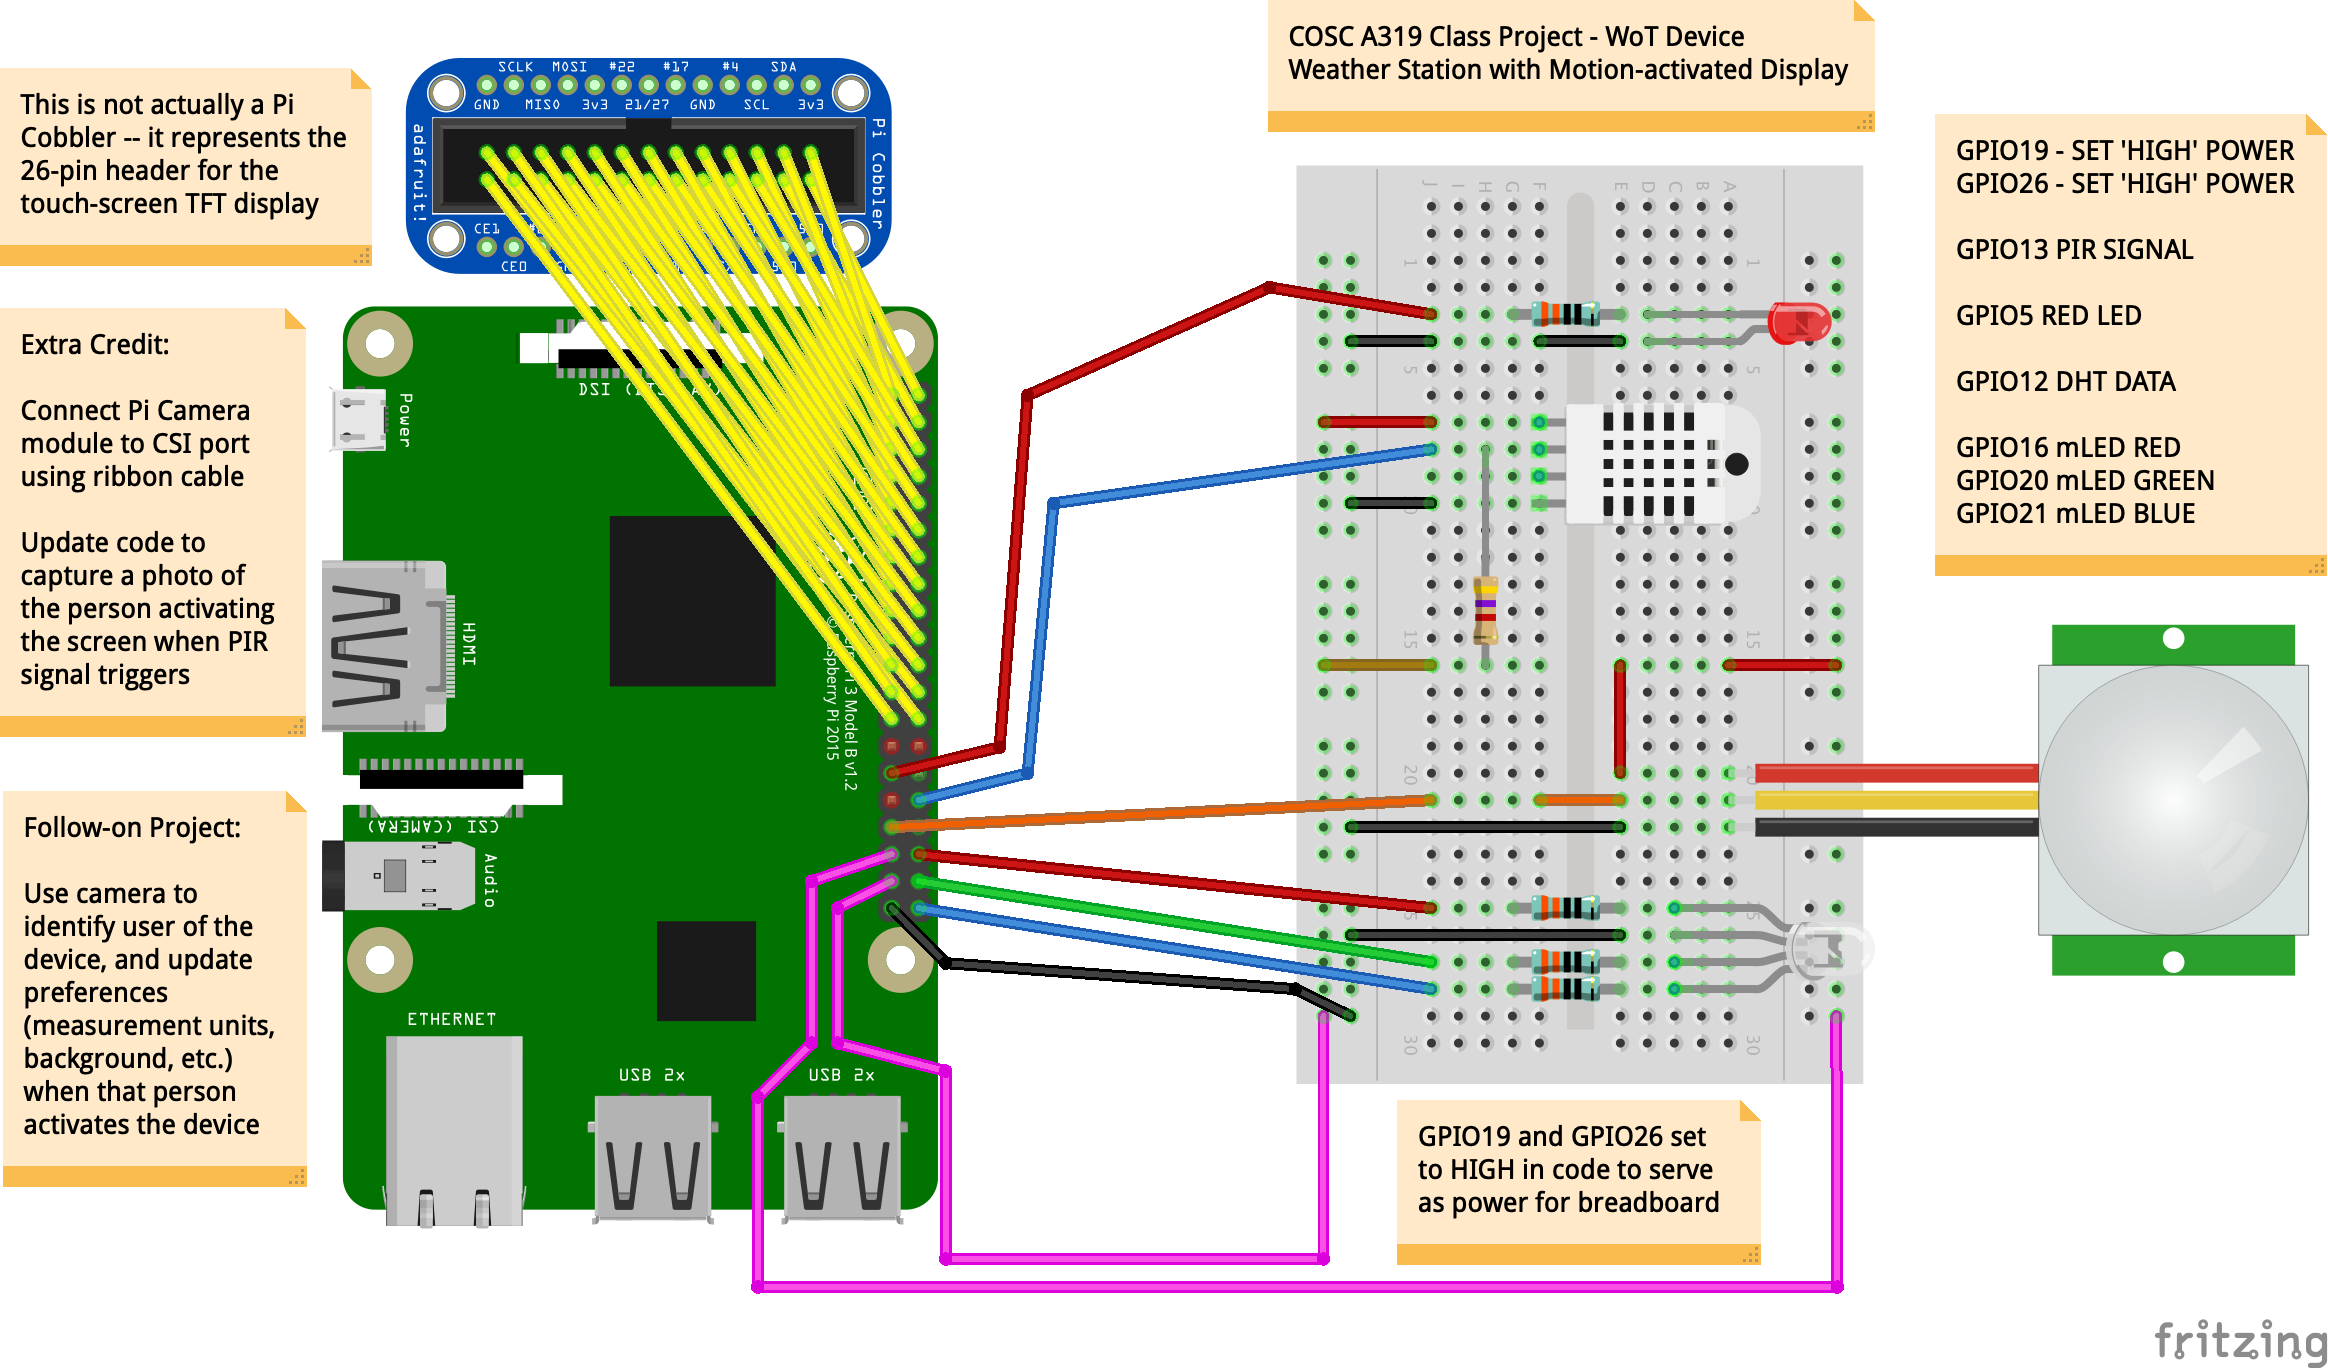 COSC A319 Class Project - WoT Device
Weather Station with Motion-activated Display
This is not actually a Pi
Cobbler -- it represents the
26-pin header for the
touch-screen TFT display
SCLK MOSI #22 #17 #4 SDA
GND MISO 3v3 21/27 GND SCL 3v3
adafruit!
Pi Cobbler
CE1
CE0
GPIO19 - SET 'HIGH' POWER
GPIO26 - SET 'HIGH' POWER
GPIO13 PIR SIGNAL
GPIO5 RED LED
GPIO12 DHT DATA
GPIO16 mLED RED
GPIO20 mLED GREEN
GPIO21 mLED BLUE
Extra Credit:
Connect Pi Camera
module to CSI port
using ribbon cable
Update code to
capture a photo of
the person activating
the screen when PIR
signal triggers
Follow-on Project:
Use camera to
identify user of the
device, and update
preferences
(measurement units,
background, etc.)
when that person
activates the device
Power
HDMI
CSI (CAMERA)
Audio
ETHERNET
USB 2x
USB 2x
3 Model B v1.2
Raspberry Pi 2015
J I H G F E D C B A
1 1
5 5
15 15
20
30 30
GPIO19 and GPIO26 set
to HIGH in code to serve
as power for breadboard
fritzing